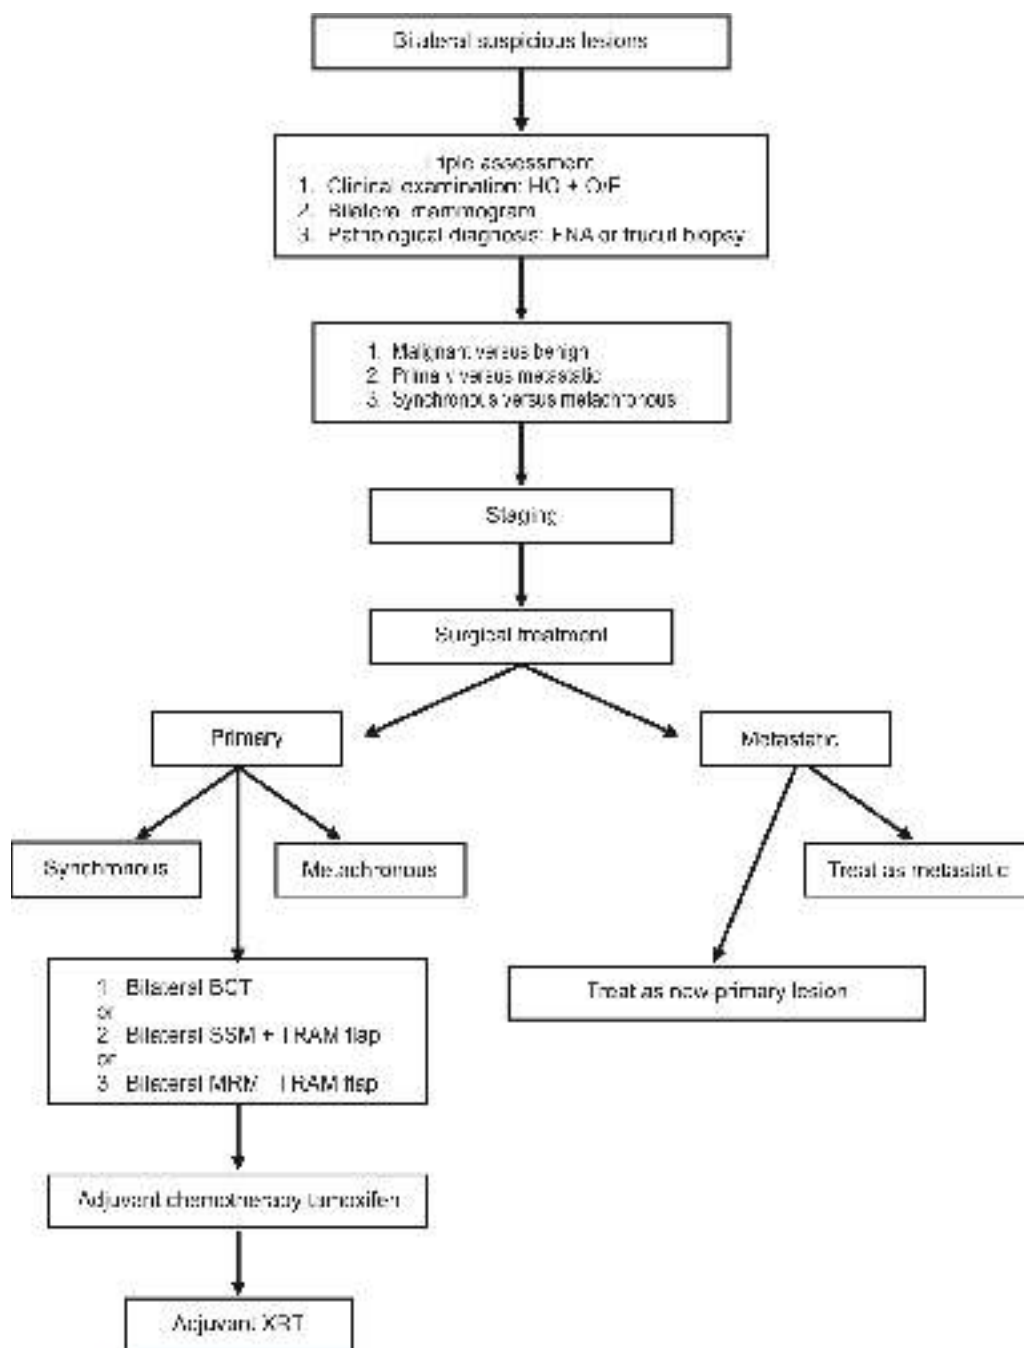 Bilateral suspicious lesions
Triple assessment
1. Clinical examination: HO + O/E
2. Bilateral mammogram
3. Pathological diagnosis: FNA or trucut biopsy
1. Malignant versus benign
2. Primary versus metastatic
3. Synchronous versus metachronous
Staging
Surgical treatment
Primary
Metastatic
Synchronous
Metachronous
Treat as metastatic
Treat as new primary lesion
1 Bilateral BCT
or
2 Bilateral SSM + TRAM flap
or
3 Bilateral MRM TRAM flap
Adjuvant chemotherapy tamoxifen
Adjuvant XRT